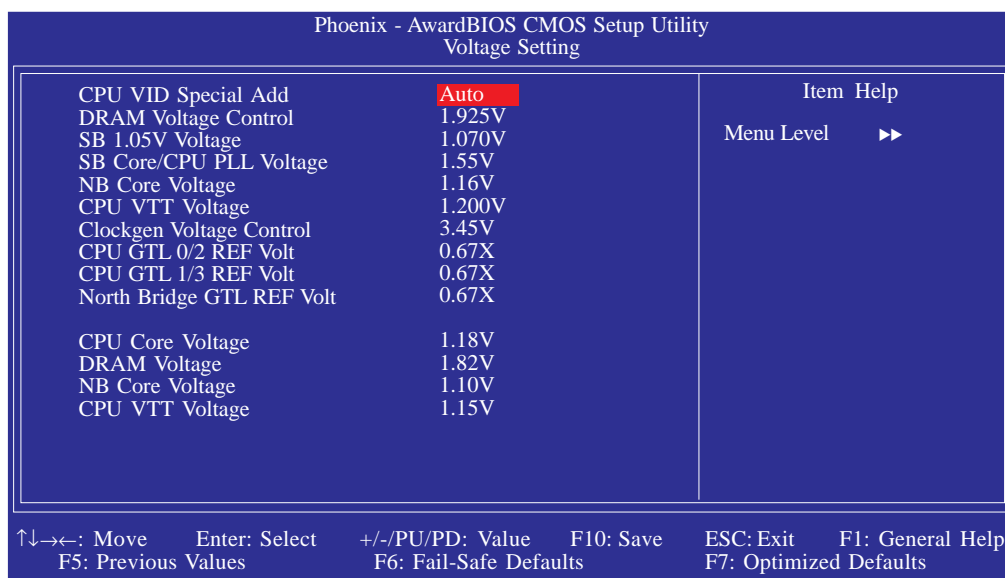 Phoenix - AwardBIOS CMOS Setup Utility
Voltage Setting
CPU VID Special Add Auto
DRAM Voltage Control 1.925V
SB 1.05V Voltage 1.070V
SB Core/CPU PLL Voltage 1.55V
NB Core Voltage 1.16V
CPU VTT Voltage 1.200V
Clockgen Voltage Control 3.45V
CPU GTL 0/2 REF Volt 0.67X
CPU GTL 1/3 REF Volt 0.67X
North Bridge GTL REF Volt 0.67X
CPU Core Voltage 1.18V
DRAM Voltage 1.82V
NB Core Voltage 1.10V
CPU VTT Voltage 1.15V
Item Help
Menu Level ▸▸
↑↓→←: Move Enter: Select +/-/PU/PD: Value F10: Save ESC: Exit F1: General Help
F5: Previous Values F6: Fail-Safe Defaults F7: Optimized Defaults